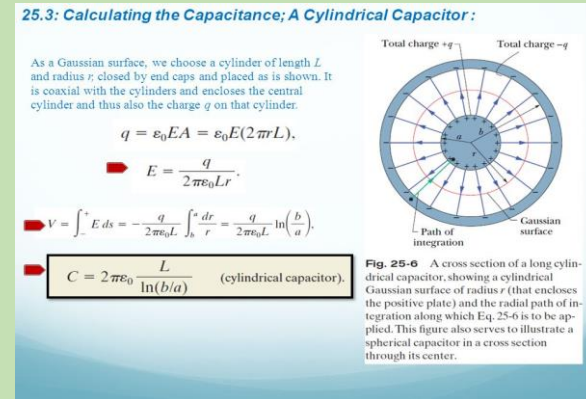 25.3: Calculating the Capacitance; A Cylindrical Capacitor :
As a Gaussian surface, we choose a cylinder of length L
and radius r, closed by end caps and placed as is shown. It
is coaxial with the cylinders and encloses the central
cylinder and thus also the charge q on that cylinder.
q = ε₀EA = ε₀E(2πrL),
E = q / 2πε₀Lr.
V = ∫₋⁺ E ds = − q / 2πε₀L ∫ᵇᵃ dr / r = q / 2πε₀L ln(b / a).
C = 2πε₀ L / ln(b/a) (cylindrical capacitor).
Total charge +q
Total charge −q
a
b
r
Path of
integration
Gaussian
surface
Fig. 25-6 A cross section of a long cylin-
drical capacitor, showing a cylindrical
Gaussian surface of radius r (that encloses
the positive plate) and the radial path of in-
tegration along which Eq. 25-6 is to be ap-
plied. This figure also serves to illustrate a
spherical capacitor in a cross section
through its center.